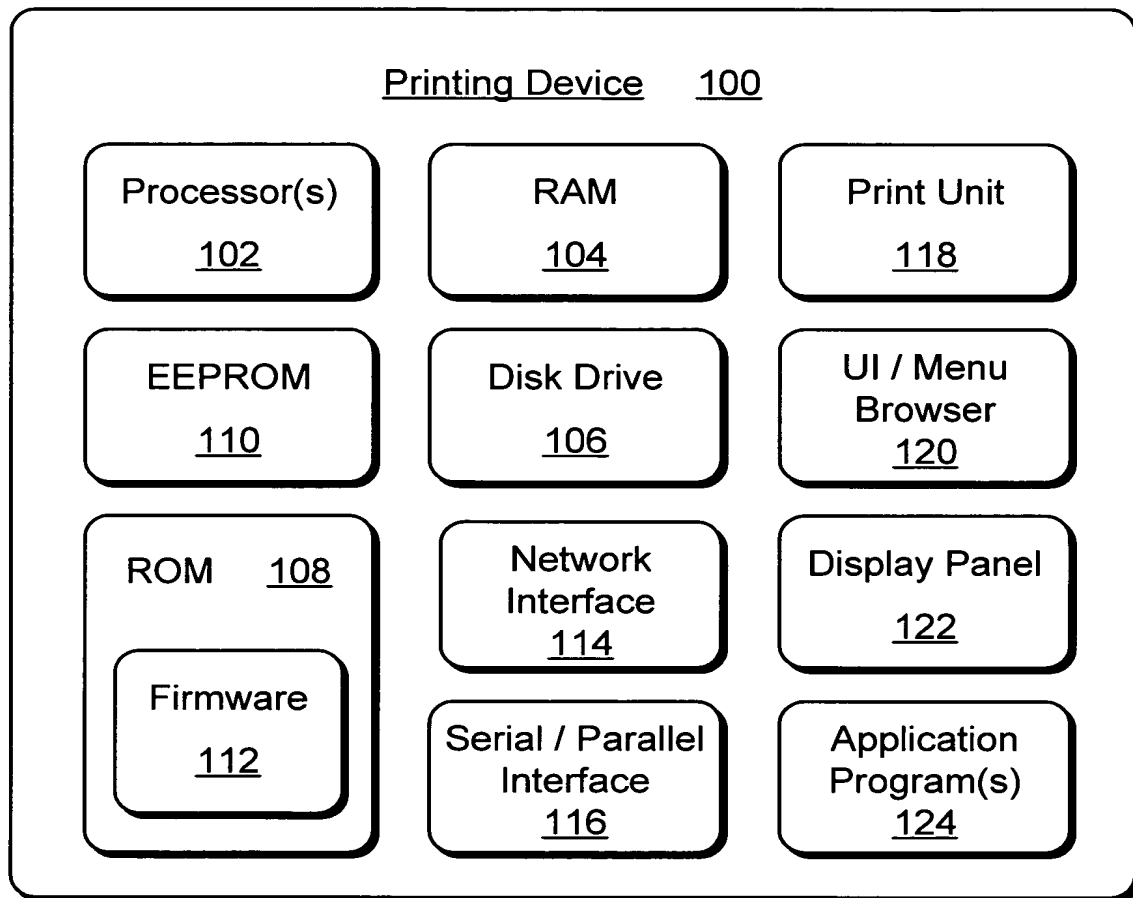 Printing Device 100
Processor(s)
102
RAM
104
Print Unit
118
EEPROM
110
Disk Drive
106
UI / Menu
Browser
120
ROM 108
Firmware
112
Network
Interface
114
Display Panel
122
Serial / Parallel
Interface
116
Application
Program(s)
124